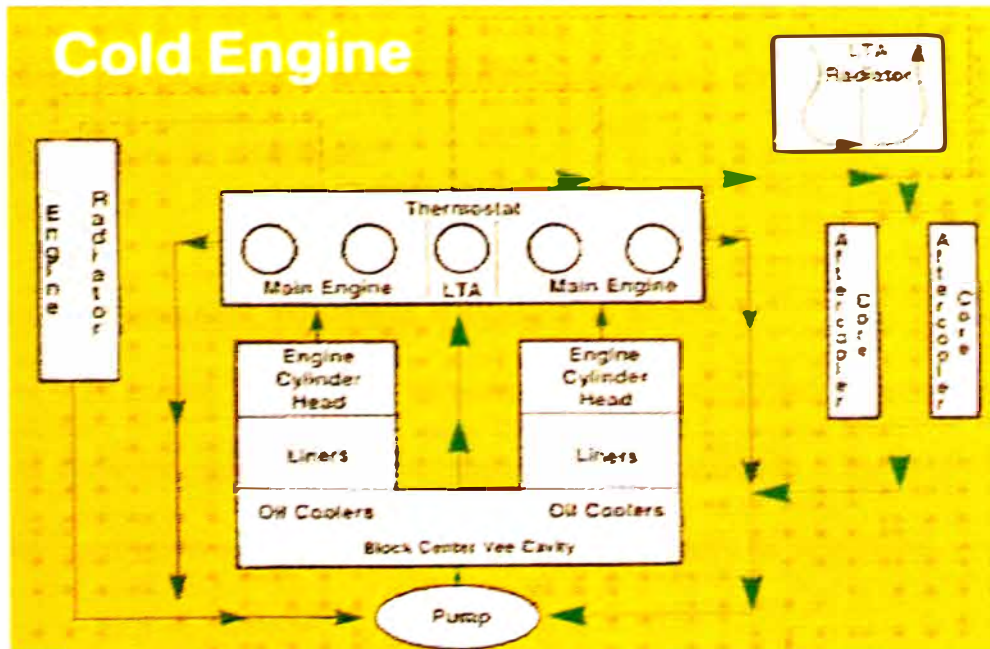 Cold Engine
LTA
Radiator
Engine
Radiator
Thermostat
Main Engine
LTA
Main Engine
Engine
Cylinder
Head
Engine
Cylinder
Head
Liners
Liners
Oil Coolers
Oil Coolers
Block Center Vee Cavity
Pump
Aftercooler
Core
Aftercooler
Core